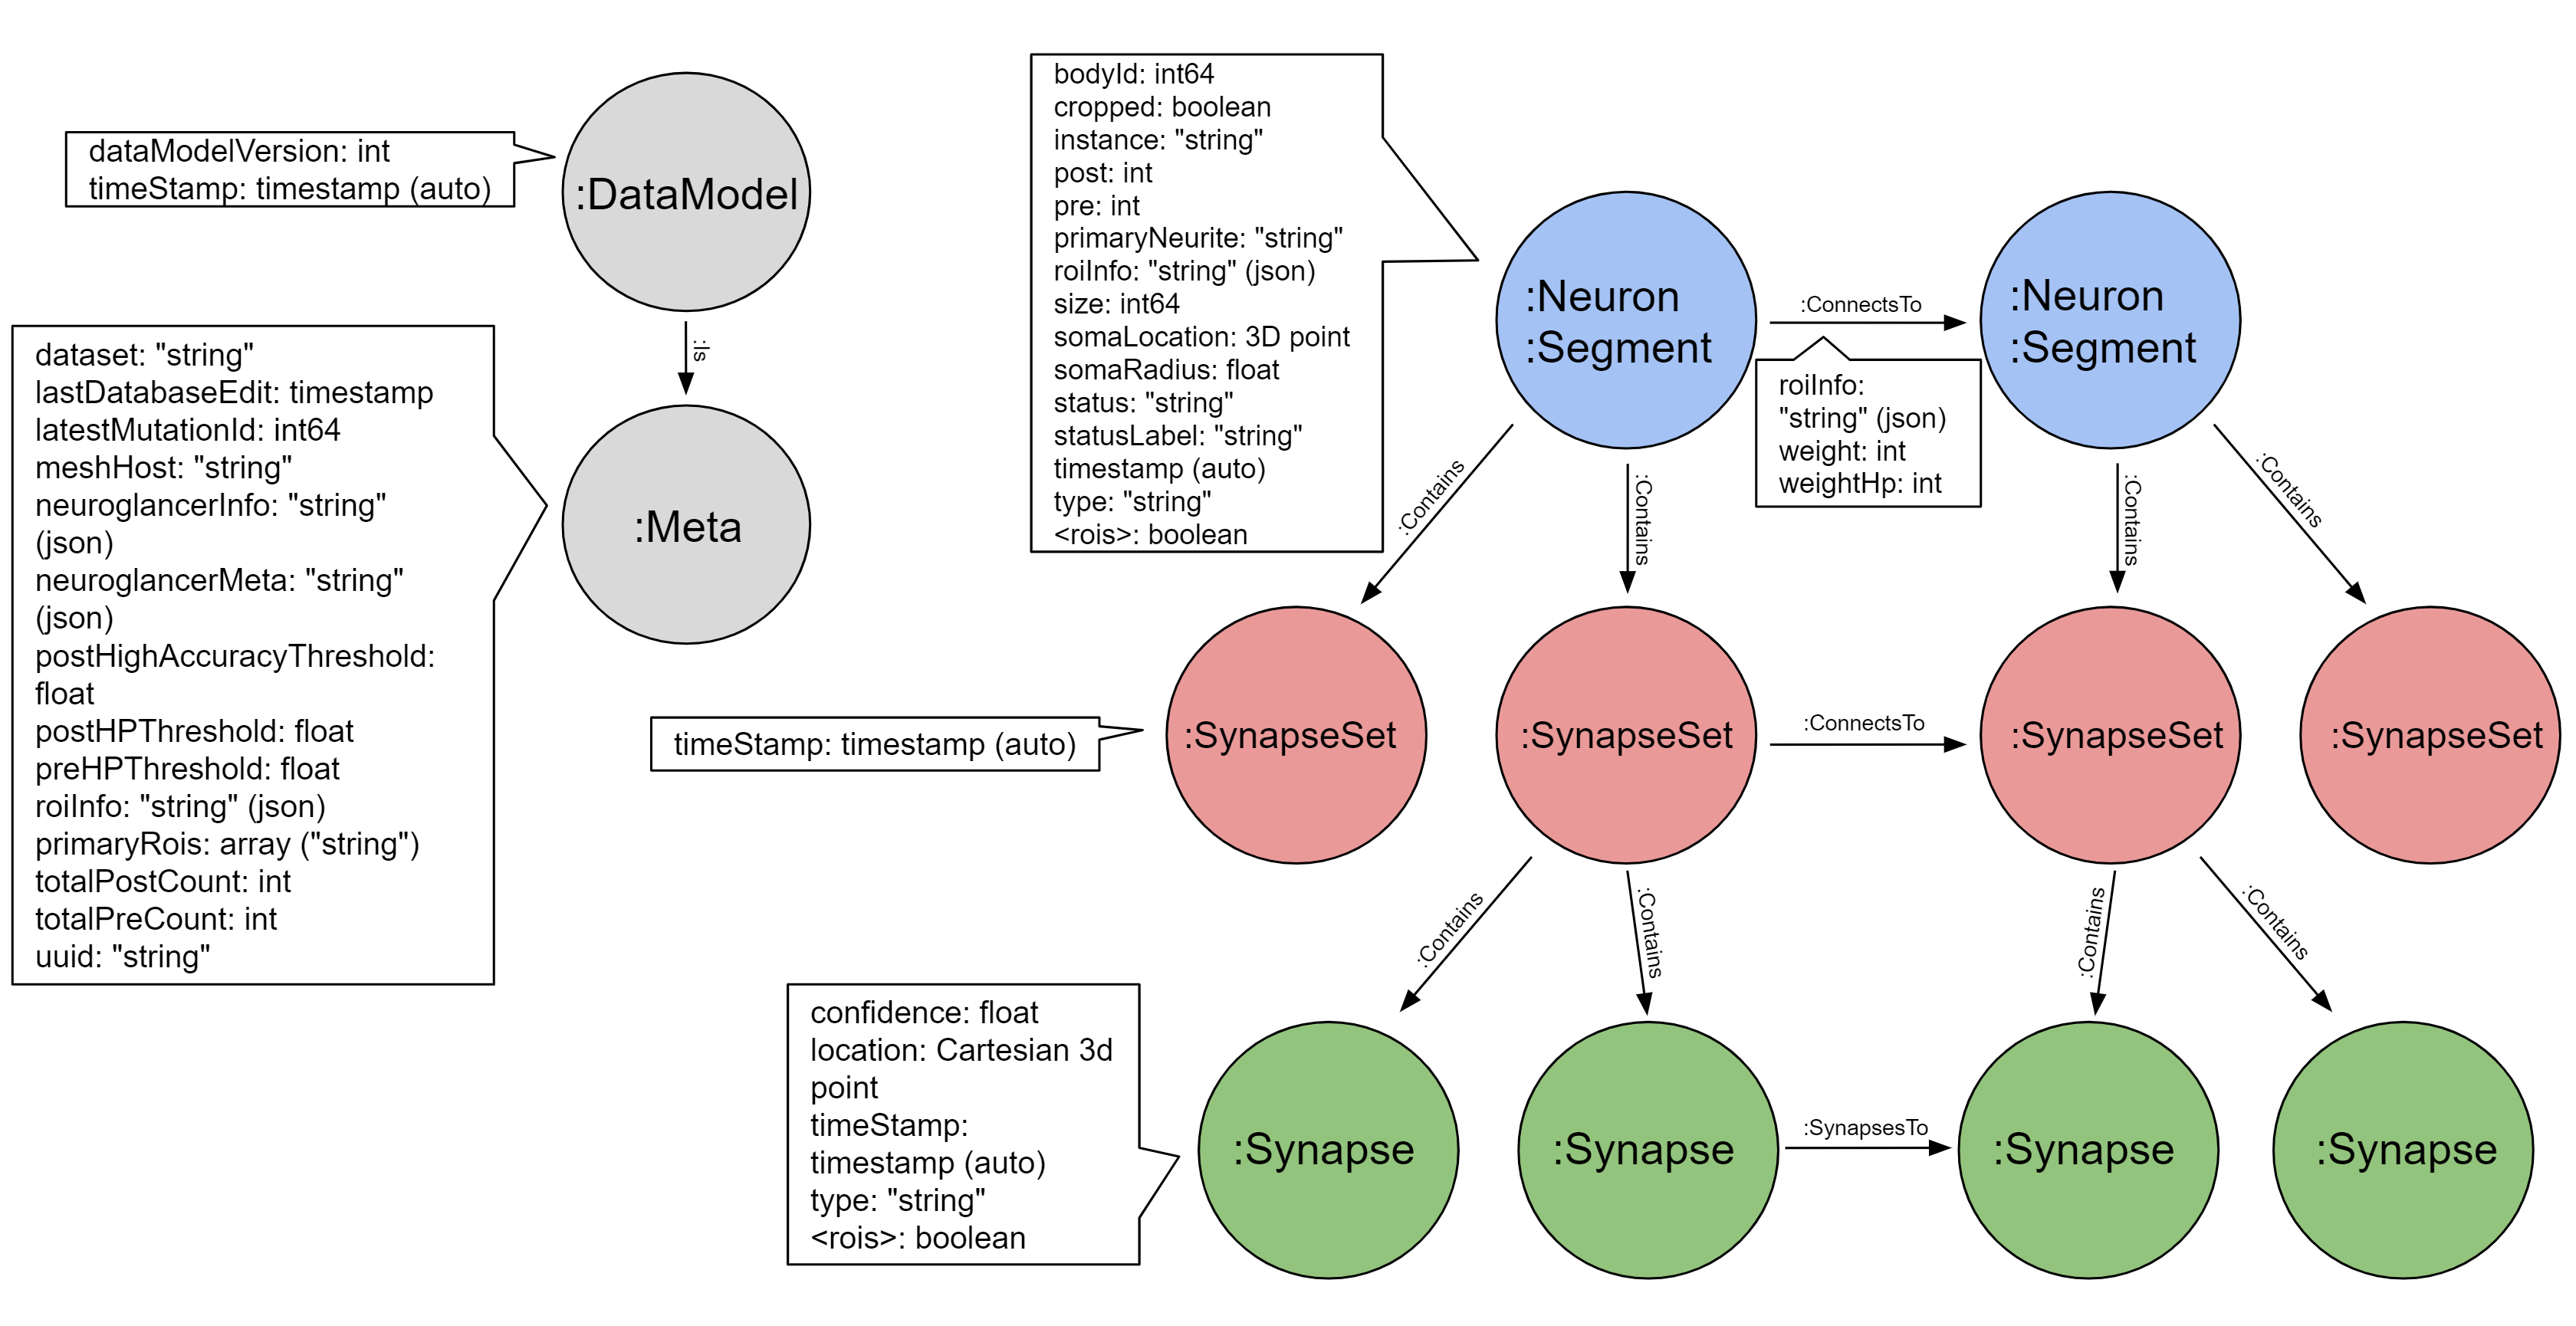 dataModelVersion: int
timeStamp: timestamp (auto)
:DataModel
:Is
dataset: "string"
lastDatabaseEdit: timestamp
latestMutationId: int64
meshHost: "string"
neuroglancerInfo: "string"
(json)
neuroglancerMeta: "string"
(json)
postHighAccuracyThreshold:
float
postHPThreshold: float
preHPThreshold: float
roiInfo: "string" (json)
primaryRois: array ("string")
totalPostCount: int
totalPreCount: int
uuid: "string"
:Meta
bodyId: int64
cropped: boolean
instance: "string"
post: int
pre: int
primaryNeurite: "string"
roiInfo: "string" (json)
size: int64
somaLocation: 3D point
somaRadius: float
status: "string"
statusLabel: "string"
timestamp (auto)
type: "string"
<rois>: boolean
:Neuron
:Segment
:ConnectsTo
roiInfo:
"string" (json)
weight: int
weightHp: int
:Neuron
:Segment
:Contains
:Contains
:Contains
:Contains
timeStamp: timestamp (auto)
:SynapseSet
:SynapseSet
:ConnectsTo
:SynapseSet
:SynapseSet
:Contains
:Contains
:Contains
:Contains
confidence: float
location: Cartesian 3d
point
timeStamp:
timestamp (auto)
type: "string"
<rois>: boolean
:Synapse
:Synapse
:SynapsesTo
:Synapse
:Synapse